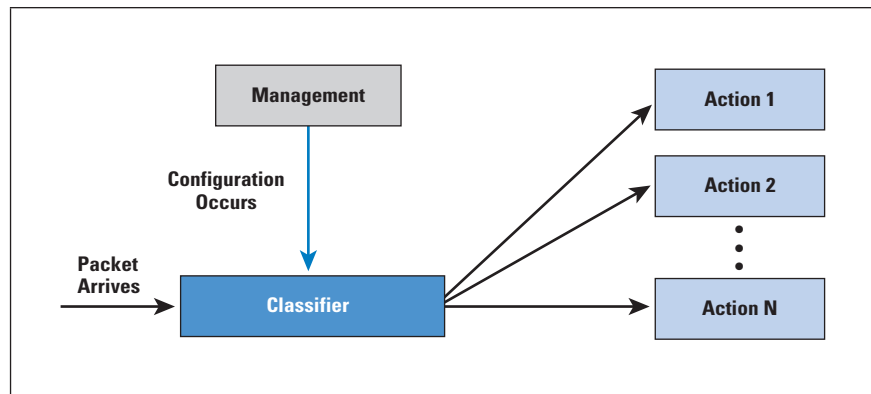 Management
Configuration
Occurs
Packet
Arrives
Classifier
Action 1
Action 2
Action N